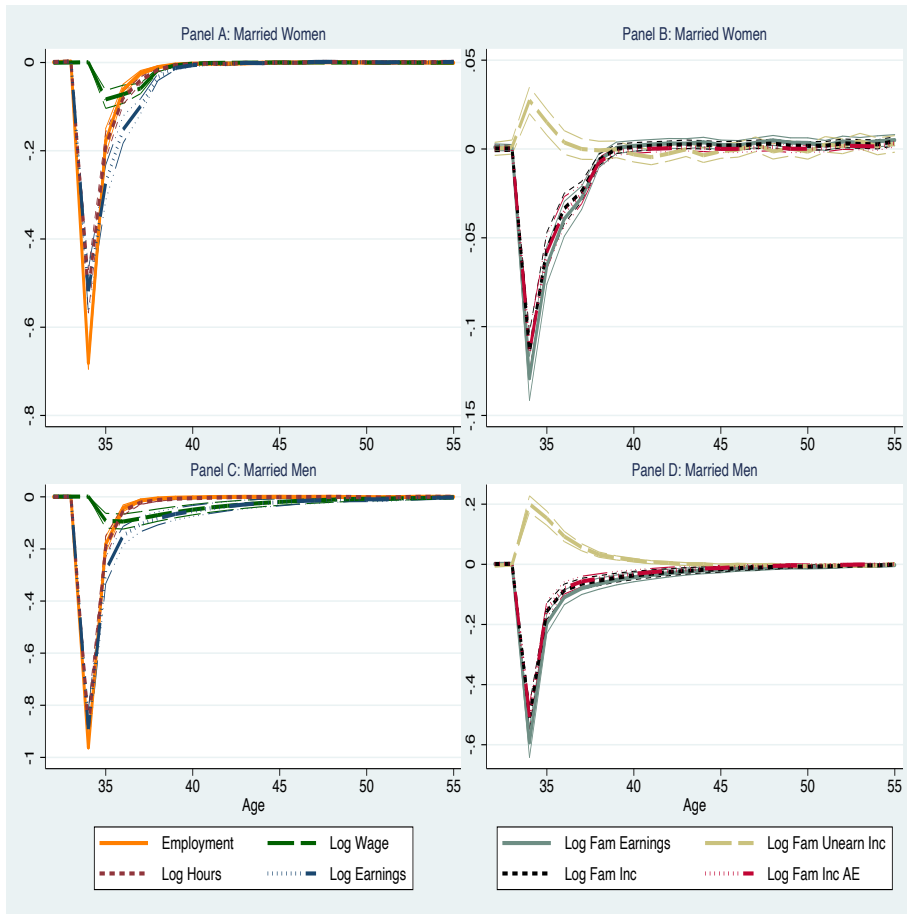 Panel A: Married Women
Panel B: Married Women
0
-.2
-.4
-.6
-.8
35 40 45 50 55
.05
0
-.05
-.1
-.15
35 40 45 50 55
Panel C: Married Men
Panel D: Married Men
0
-.2
-.4
-.6
-.8
-1
35 40 45 50 55
Age
.2
0
-.2
-.4
-.6
35 40 45 50 55
Age
Employment
Log Wage
Log Hours
Log Earnings
Log Fam Earnings
Log Fam Unearn Inc
Log Fam Inc
Log Fam Inc AE